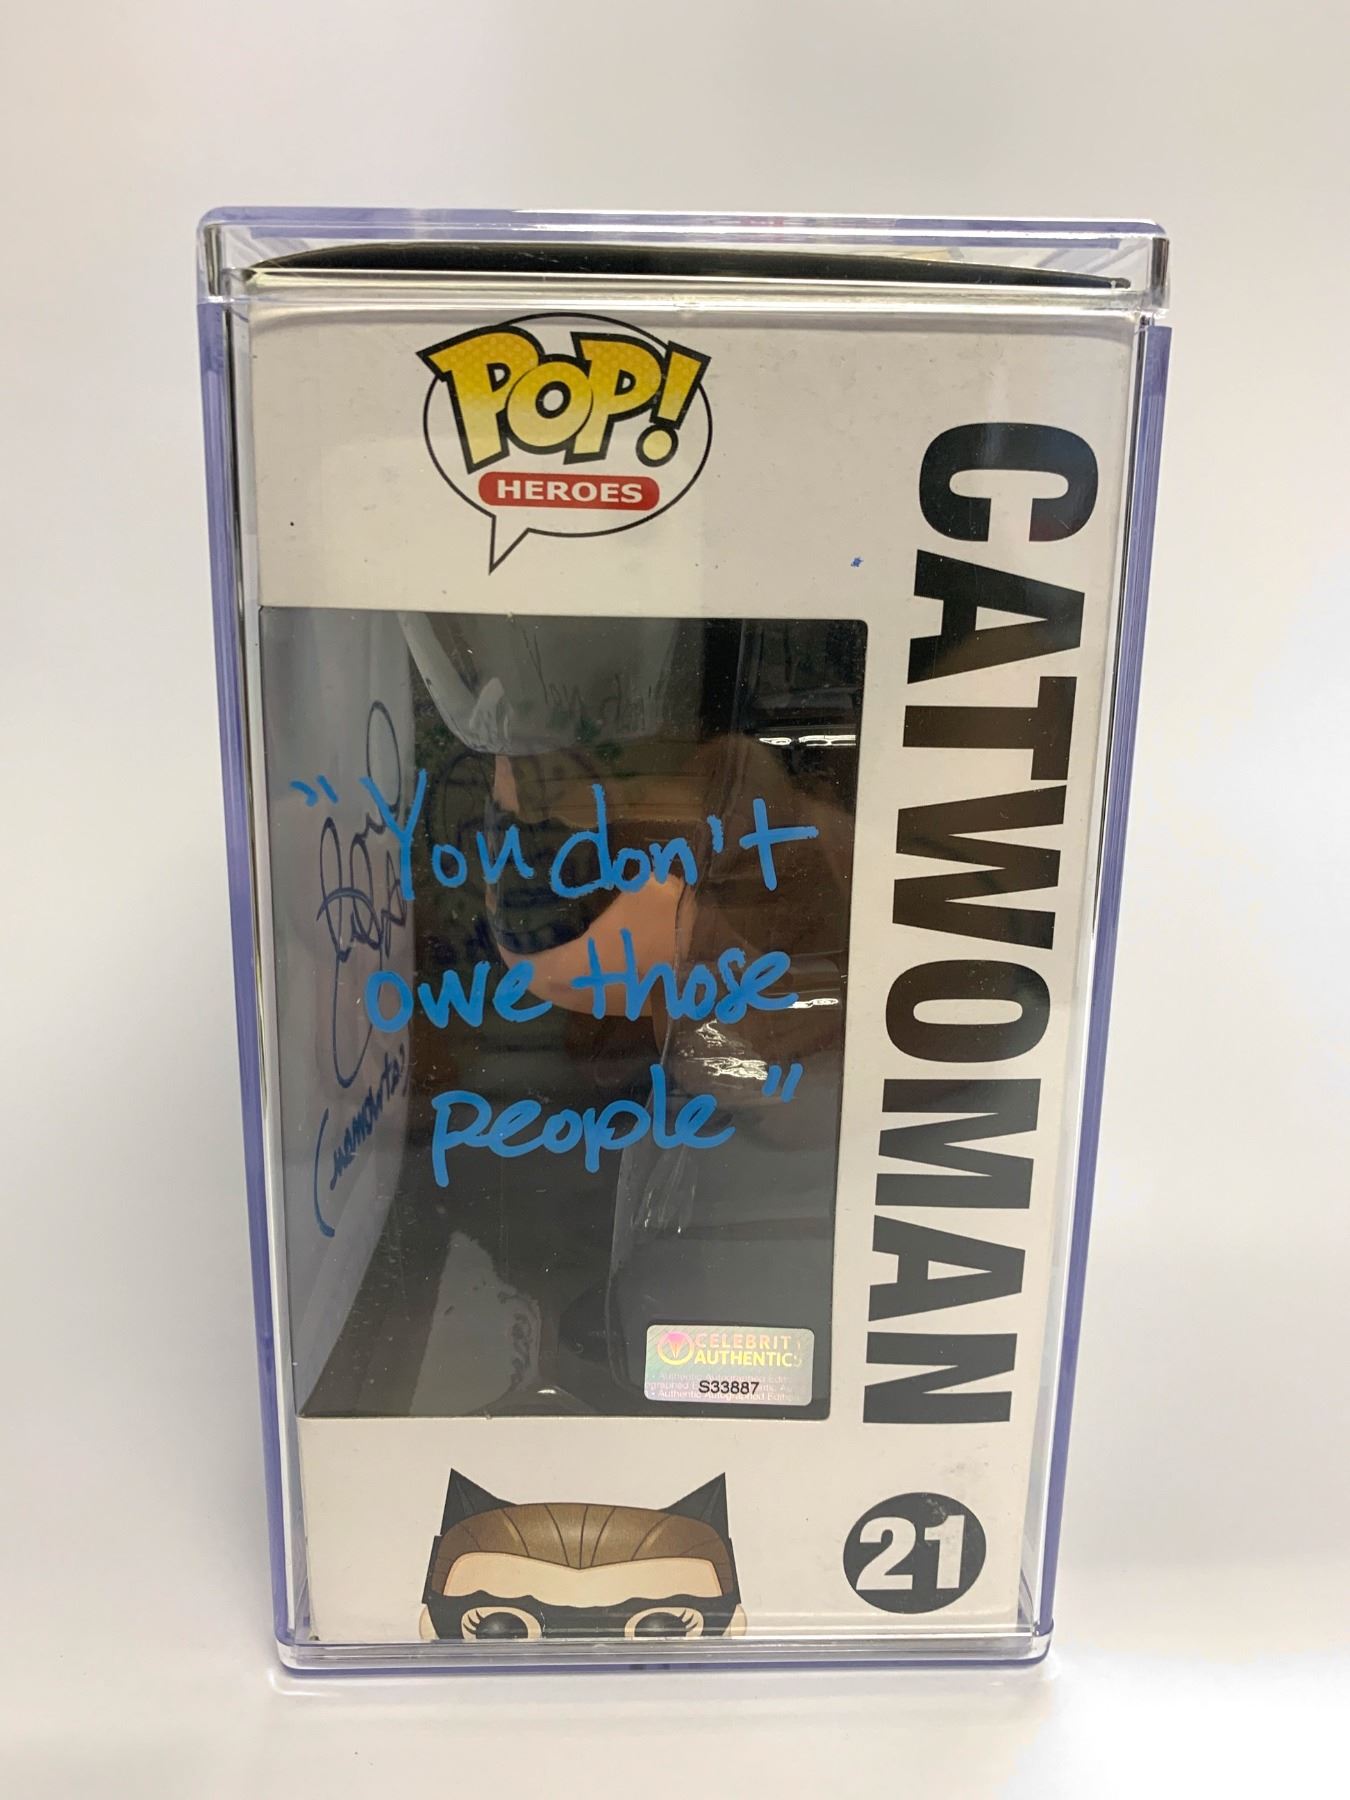 POP!
HEROES
CATWOMAN
"You don't
owe those
people"
CELEBRITY
AUTHENTICS
S33887
21